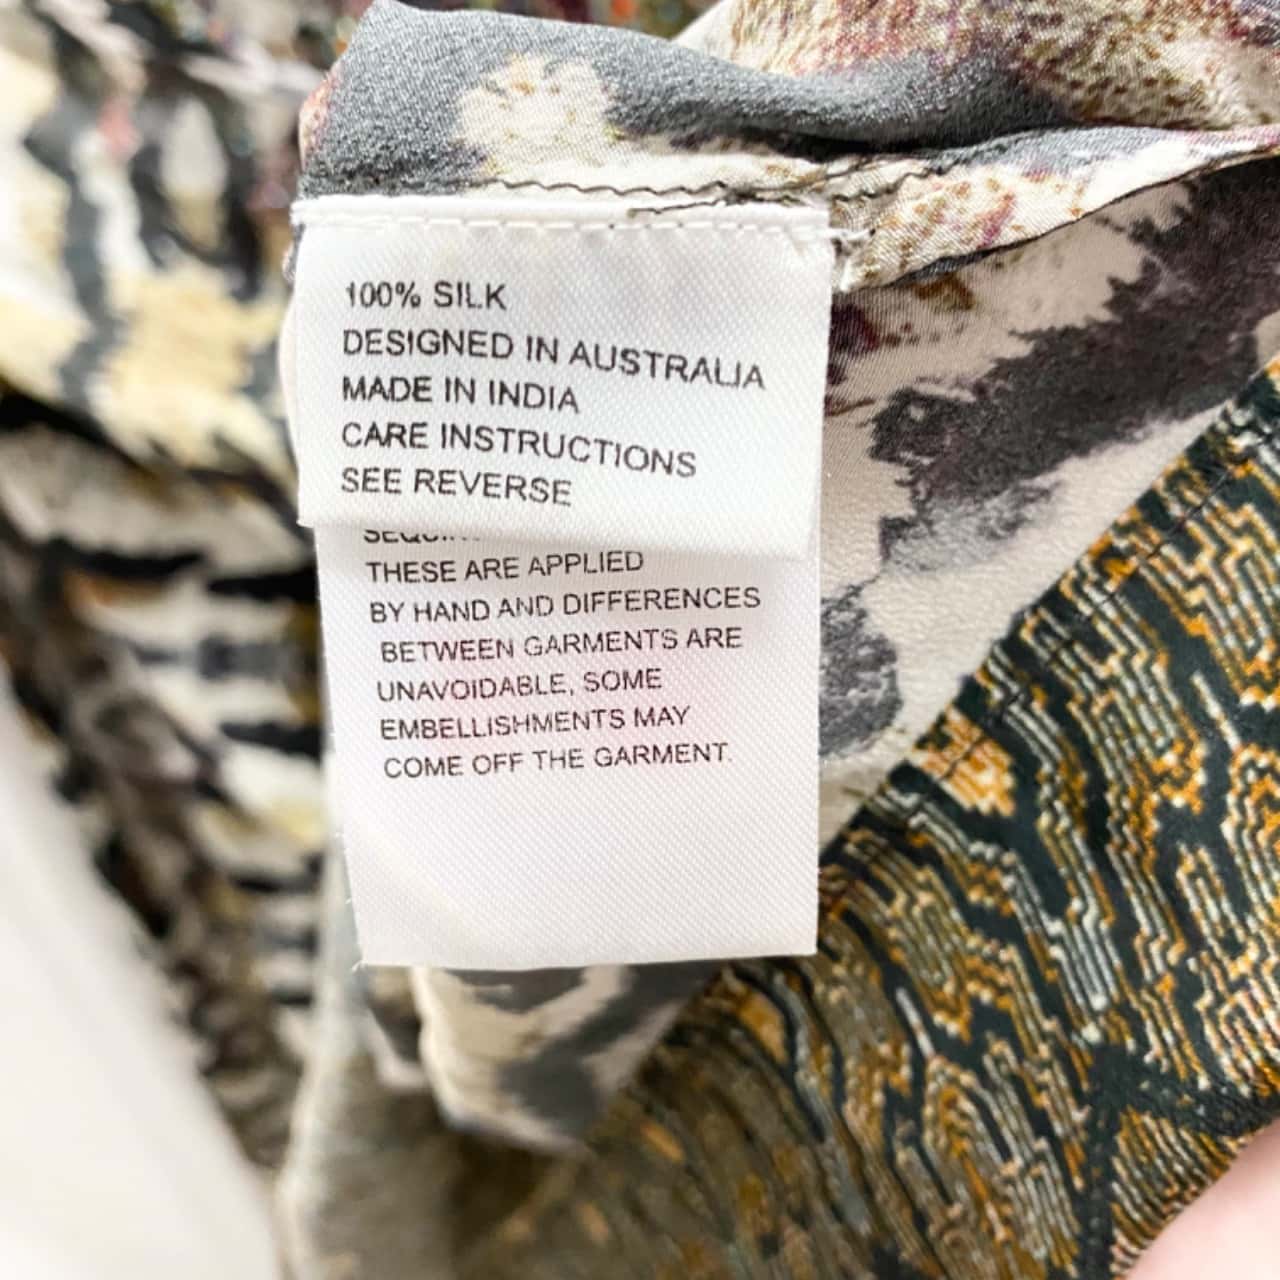 100% SILK
DESIGNED IN AUSTRALIA
MADE IN INDIA
CARE INSTRUCTIONS
SEE REVERSE
THESE ARE APPLIED
BY HAND AND DIFFERENCES
BETWEEN GARMENTS ARE
UNAVOIDABLE, SOME
EMBELLISHMENTS MAY
COME OFF THE GARMENT.